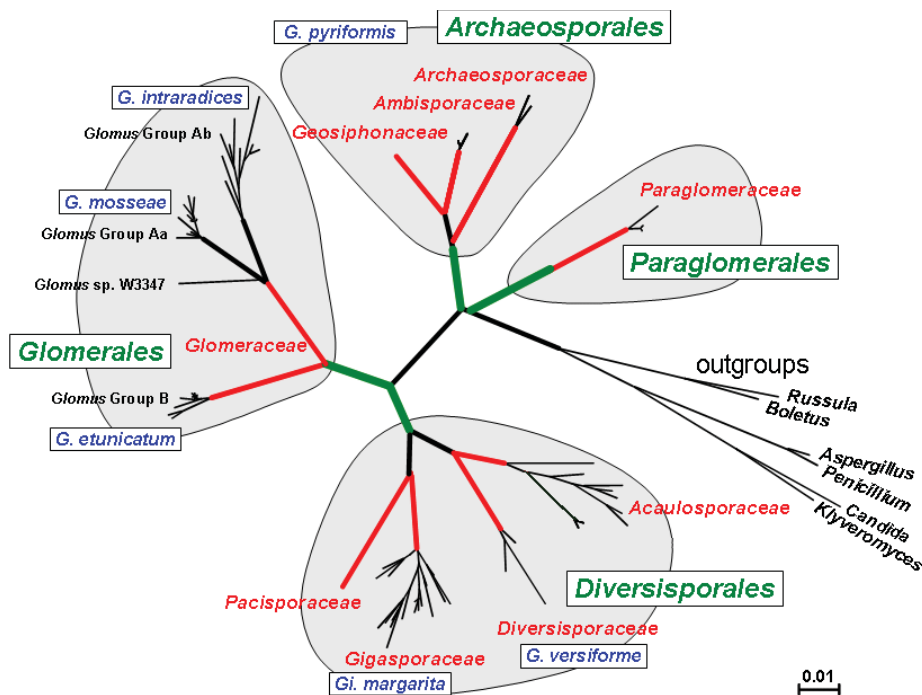 G. pyriformis
Archaeosporales
Archaeosporaceae
Ambisporaceae
Geosiphonaceae
G. intraradices
Glomus Group Ab
G. mosseae
Glomus Group Aa
Glomus sp. W3347
Glomerales
Glomeraceae
Glomus Group B
G. etunicatum
Paraglomeraceae
Paraglomerales
outgroups
Russula
Boletus
Aspergillus
Penicillium
Candida
Klyveromyces
Acaulosporaceae
Diversisporales
Pacisporaceae
Diversisporaceae
G. versiforme
Gigasporaceae
Gi. margarita
0.01